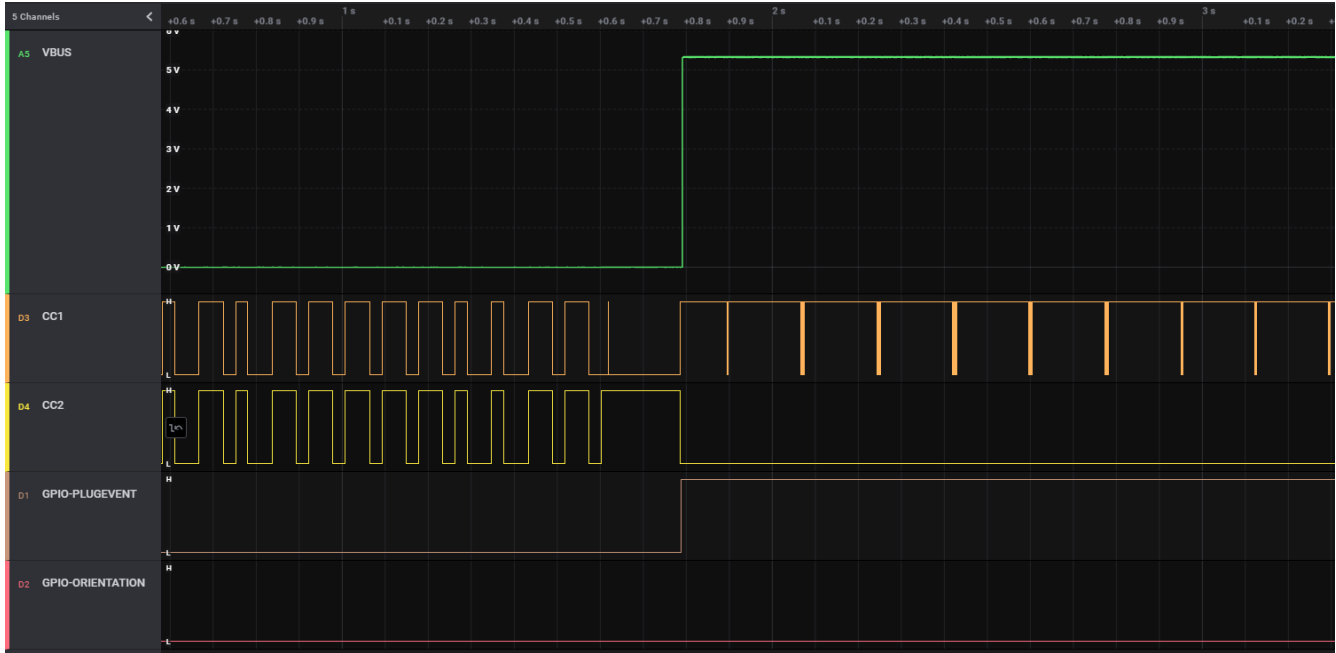 5 Channels <
1 s 2 s 3 s
+0.6 s +0.7 s +0.8 s +0.9 s +0.1 s +0.2 s +0.3 s +0.4 s +0.5 s +0.6 s +0.7 s +0.8 s +0.9 s +0.1 s +0.2 s +0.3 s +0.4 s +0.5 s +0.6 s +0.7 s +0.8 s +0.9 s +0.1 s +0.2 s
A5 VBUS
5 V
4 V
3 V
2 V
1 V
0 V
H
D3 CC1
L
H
D4 CC2
L
H
D1 GPIO-PLUGEVENT
L
H
D2 GPIO-ORIENTATION
L